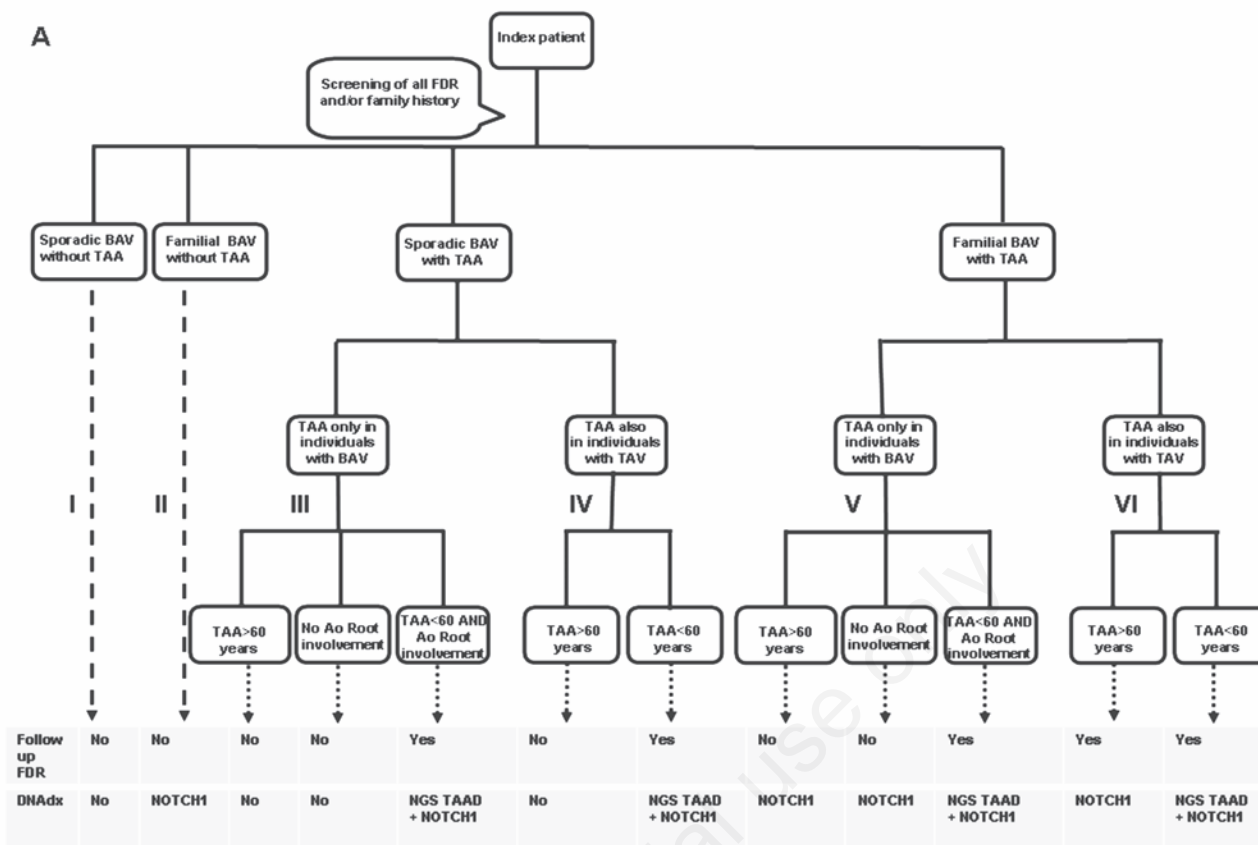 A
Index patient
Screening of all FDR
and/or family history
Sporadic BAV
without TAA
Familial BAV
without TAA
Sporadic BAV
with TAA
Familial BAV
with TAA
TAA only in
individuals
with BAV
TAA also
in individuals
with TAV
TAA only in
individuals
with BAV
TAA also
in individuals
with TAV
I
II
III
IV
V
VI
TAA>60
years
No Ao Root
involvement
TAA<60 AND
Ao Root
involvement
TAA>60
years
TAA<60
years
TAA>60
years
No Ao Root
involvement
TAA<60 AND
Ao Root
involvement
TAA>60
years
TAA<60
years
Follow
up
FDR
No
No
No
No
Yes
No
Yes
No
No
Yes
Yes
Yes
DNAdx
No
NOTCH1
No
No
NGS TAAD
+ NOTCH1
No
NGS TAAD
+ NOTCH1
NOTCH1
NOTCH1
NGS TAAD
+ NOTCH1
NOTCH1
NGS TAAD
+ NOTCH1
use only